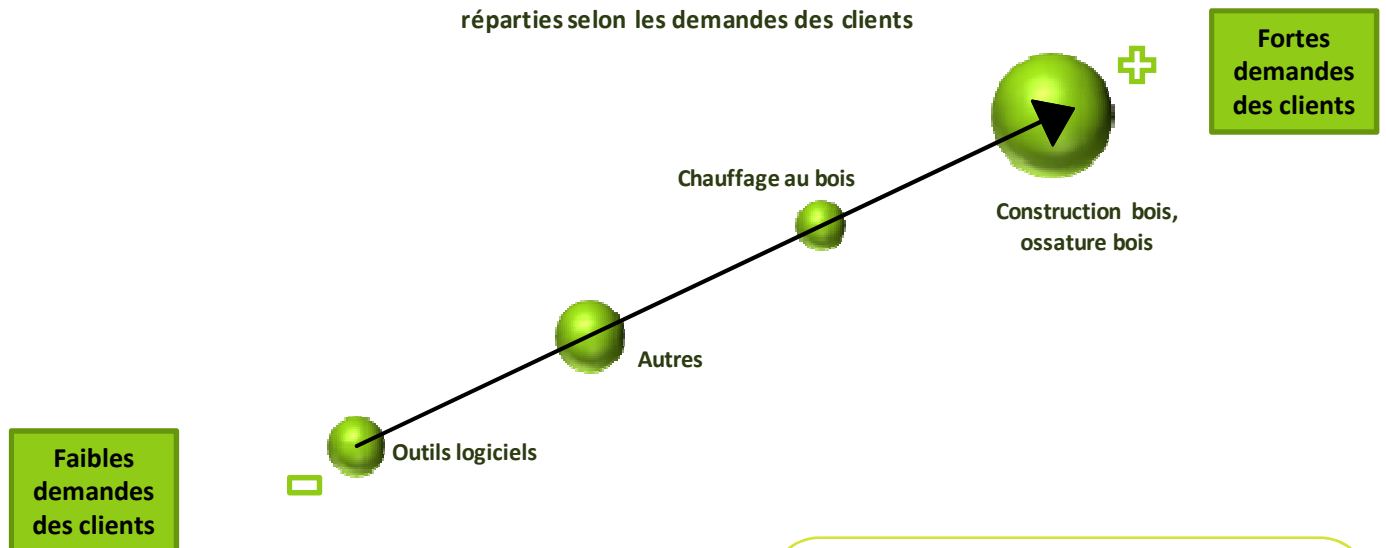 réparties selon les demandes des clients
Fortes
demandes
des clients
Chauffage au bois
Construction bois,
ossature bois
Autres
Outils logiciels
Faibles
demandes
des clients